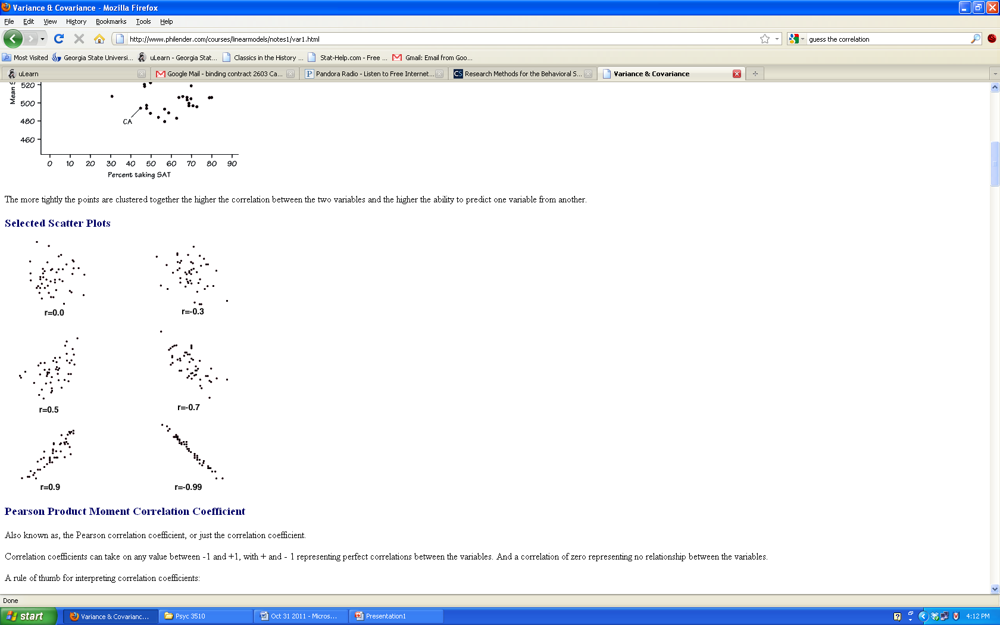 Variance & Covariance - Mozilla Firefox
File Edit View History Bookmarks Tools Help
http://www.philender.com/courses/linearmodels/notes1/var1.html
guess the correlation
Most Visited Georgia State Universi... uLearn - Georgia Stat... Classics in the History ... Stat-Help.com - Free ... Gmail: Email from Goo...
uLearn Google Mail - binding contract 2603 Ca... Pandora Radio - Listen to Free Internet... CS Research Methods for the Behavioral S... Variance & Covariance
Mean S
520
500
480
460
CA
0 10 20 30 40 50 60 70 80 90
Percent taking SAT
The more tightly the points are clustered together the higher the correlation between the two variables and the higher the ability to predict one variable from another.
Selected Scatter Plots
r=0.0 r=-0.3
r=0.5 r=-0.7
r=0.9 r=-0.99
Pearson Product Moment Correlation Coefficient
Also known as, the Pearson correlation coefficient, or just the correlation coefficient.
Correlation coefficients can take on any value between -1 and +1, with + and - 1 representing perfect correlations between the variables. And a correlation of zero representing no relationship between the variables.
A rule of thumb for interpreting correlation coefficients:
Done
start Variance & Covarianc... Psyc 3510 Oct 31 2011 - Micros... Presentation1 4:12 PM